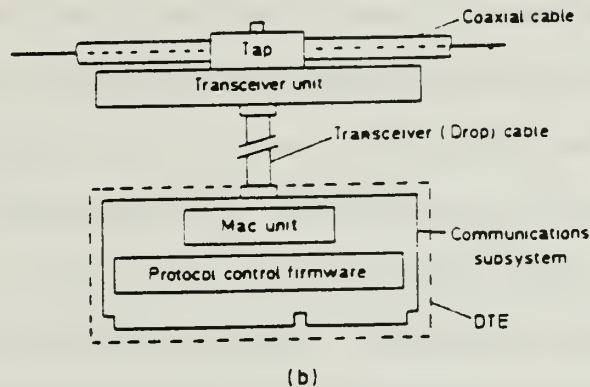 Coaxial cable
Tap
Transceiver unit
Transceiver (Drop) cable
Mac unit
Communications
subsystem
Protocol control firmware
DTE
(b)